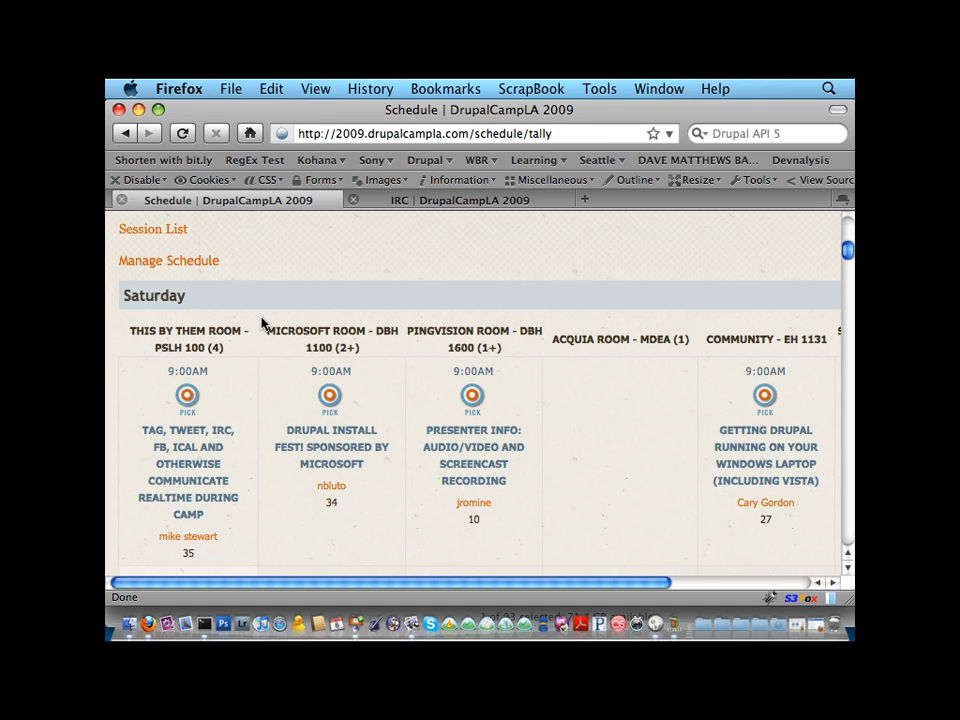 Firefox File Edit View History Bookmarks ScrapBook Tools Window Help
Schedule | DrupalCampLA 2009
http://2009.drupalcampla.com/schedule/tally
Drupal API 5
Shorten with bit.ly RegEx Test Kohana Sony Drupal WBR Learning Seattle DAVE MATTHEWS BA... Devnalysis
Disable Cookies CSS Forms Images Information Miscellaneous Outline Resize Tools View Sourc
Schedule | DrupalCampLA 2009 IRC | DrupalCampLA 2009
Session List
Manage Schedule
Saturday
THIS BY THEM ROOM - PSLH 100 (4)
MICROSOFT ROOM - DBH 1100 (2+)
PINGVISION ROOM - DBH 1600 (1+)
ACQUIA ROOM - MDEA (1)
COMMUNITY - EH 1131
9:00AM
PICK
TAG, TWEET, IRC,
FB, ICAL AND
OTHERWISE
COMMUNICATE
REALTIME DURING
CAMP
mike stewart
35
9:00AM
PICK
DRUPAL INSTALL
FEST! SPONSORED BY
MICROSOFT
nbluto
34
9:00AM
PICK
PRESENTER INFO:
AUDIO/VIDEO AND
SCREENCAST
RECORDING
jromine
10
9:00AM
PICK
GETTING DRUPAL
RUNNING ON YOUR
WINDOWS LAPTOP
(INCLUDING VISTA)
Cary Gordon
27
Done
S3Fox